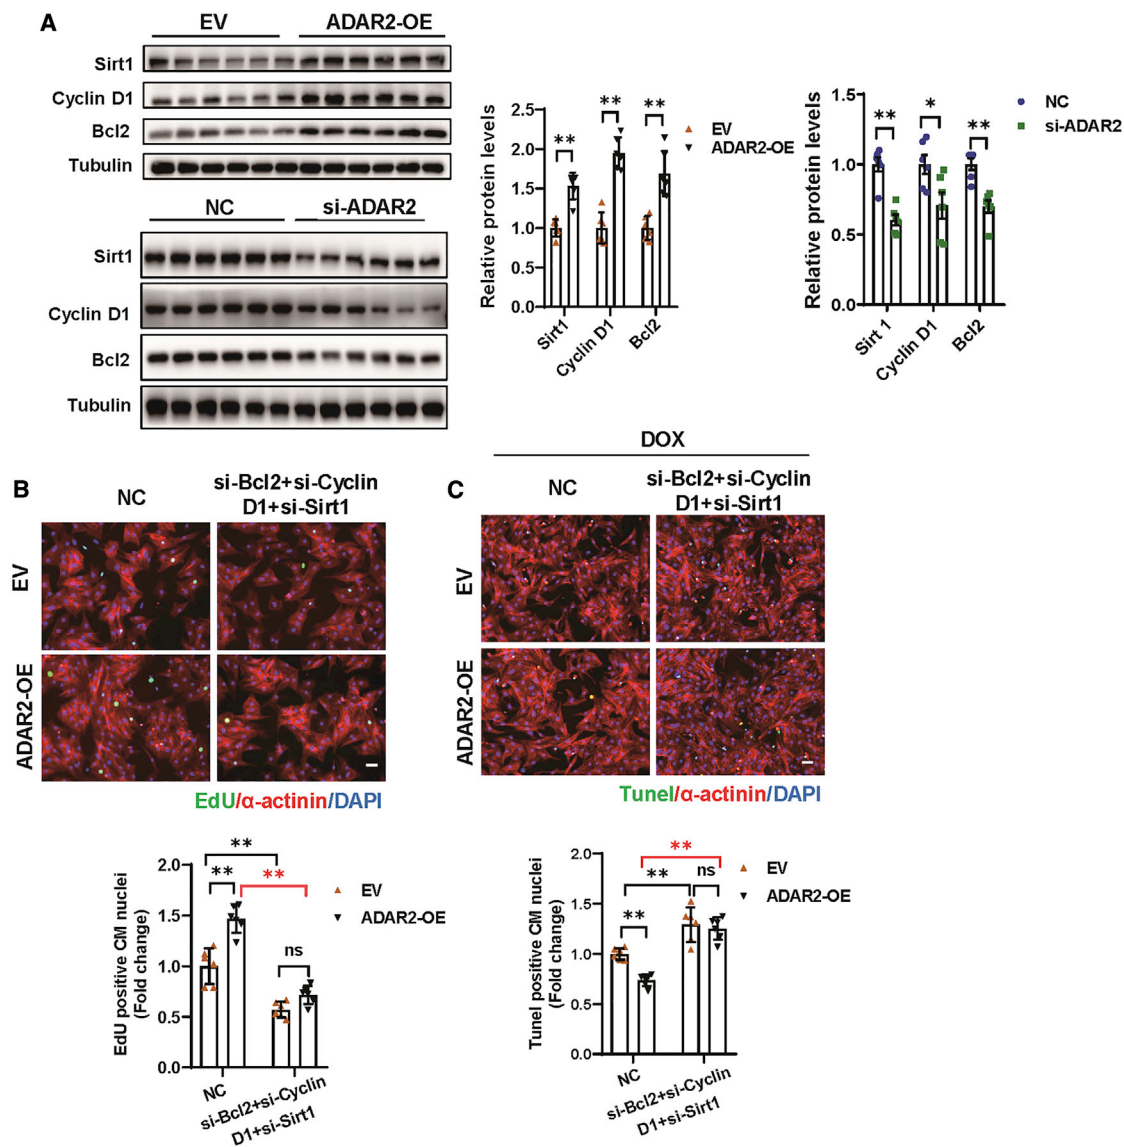 A
EV
ADAR2-OE
Sirt1
Cyclin D1
Bcl2
Tubulin
NC
si-ADAR2
Sirt1
Cyclin D1
Bcl2
Tubulin
Relative protein levels
2.5
2.0
1.5
1.0
0.5
0.0
**
**
**
EV
ADAR2-OE
Sirt1
Cyclin D1
Bcl2
Relative protein levels
1.5
1.0
0.5
0.0
**
*
**
NC
si-ADAR2
Sirt 1
Cyclin D1
Bcl2
B
NC
si-Bcl2+si-Cyclin
D1+si-Sirt1
EV
ADAR2-OE
EdU/α-actinin/DAPI
EdU positive CM nuclei
(Fold change)
2.0
1.5
1.0
0.5
0.0
**
**
**
ns
EV
ADAR2-OE
NC
si-Bcl2+si-Cyclin
D1+si-Sirt1
C
DOX
NC
si-Bcl2+si-Cyclin
D1+si-Sirt1
EV
ADAR2-OE
Tunel/α-actinin/DAPI
Tunel positive CM nuclei
(Fold change)
2.0
1.5
1.0
0.5
0.0
**
**
**
ns
EV
ADAR2-OE
NC
si-Bcl2+si-Cyclin
D1+si-Sirt1